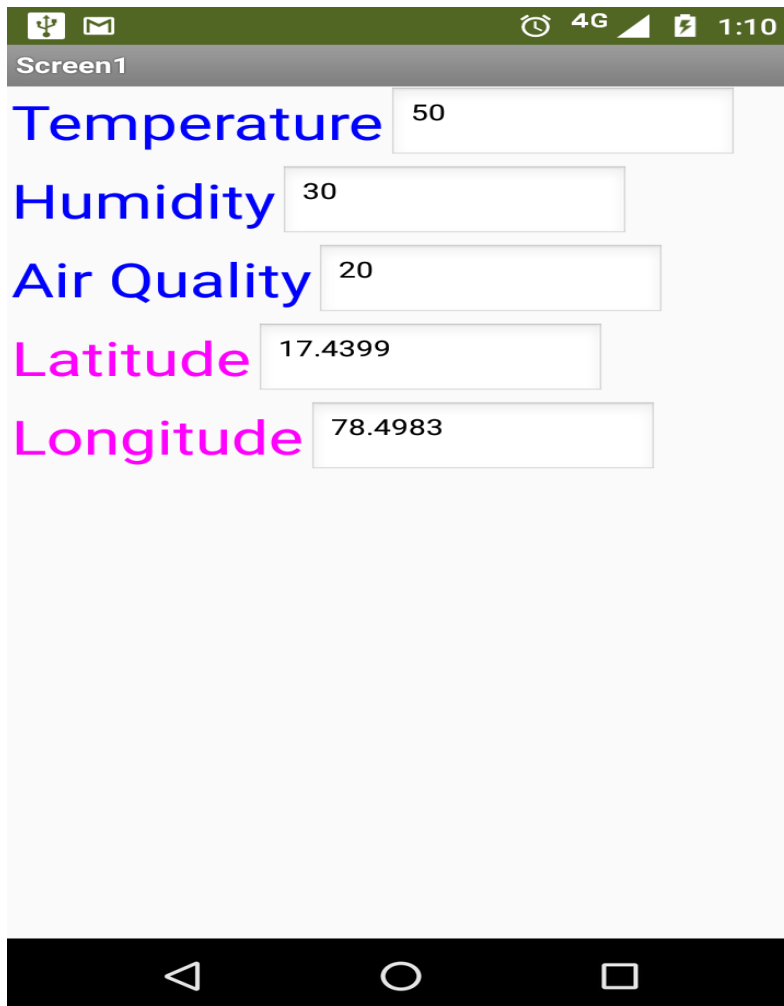 4G 1:10
Screen1
Temperature 50
Humidity 30
Air Quality 20
Latitude 17.4399
Longitude 78.4983